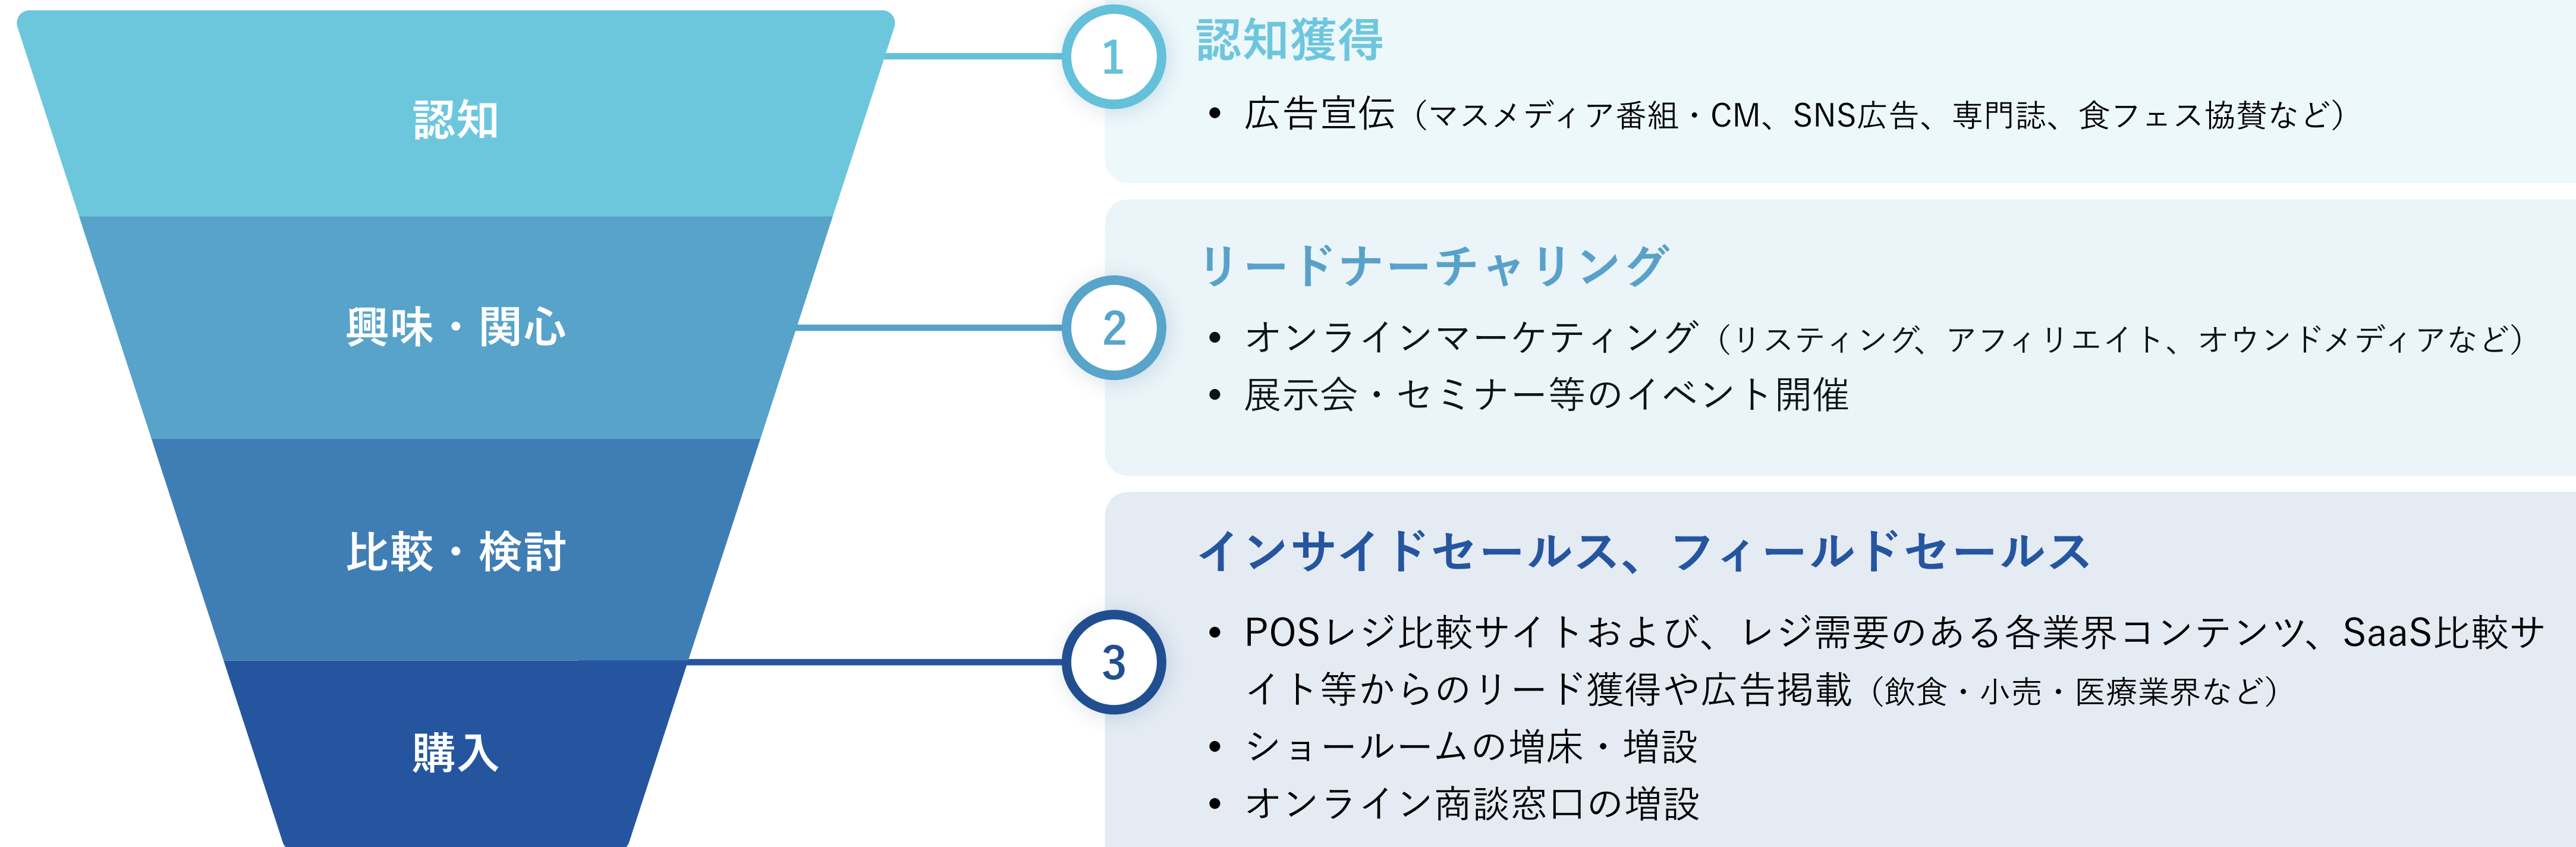 認知
興味・関心
比較・検討
購入
1
認知獲得
• 広告宣伝（マスメディア番組・CM、SNS広告、専門誌、食フェス協賛など）
2
リードナーチャリング
• オンラインマーケティング（リスティング、アフィリエイト、オウンドメディアなど）
• 展示会・セミナー等のイベント開催
3
インサイドセールス、フィールドセールス
• POSレジ比較サイトおよび、レジ需要のある各業界コンテンツ、SaaS比較サ
イト等からのリード獲得や広告掲載（飲食・小売・医療業界など）
• ショールームの増床・増設
• オンライン商談窓口の増設